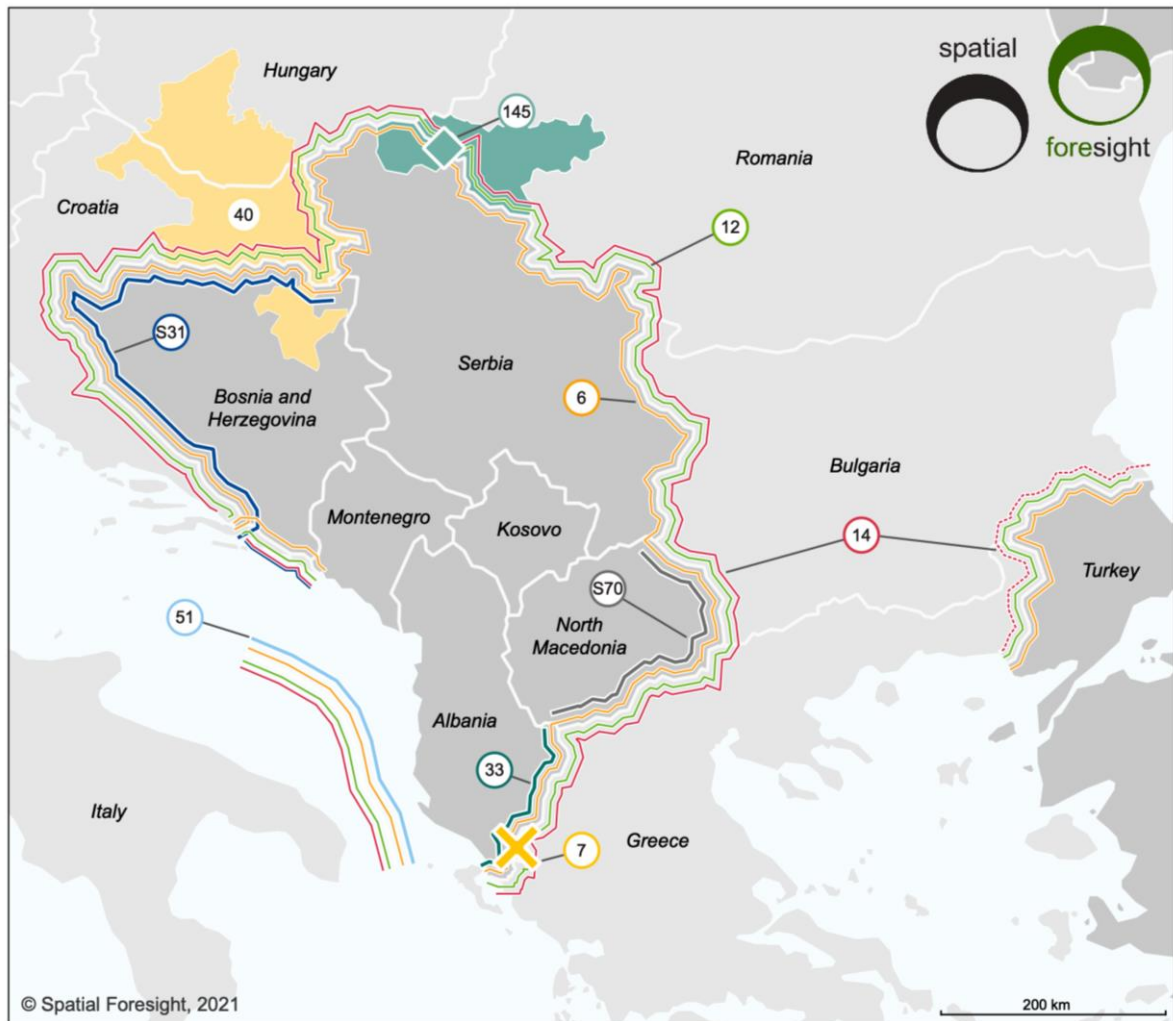 Hungary
spatial
foresight
145
Romania
Croatia
40
12
S31
Serbia
6
Bosnia and
Herzegovina
Bulgaria
Montenegro
Kosovo
14
Turkey
S70
51
North
Macedonia
Albania
33
Italy
7
Greece
© Spatial Foresight, 2021
200 km